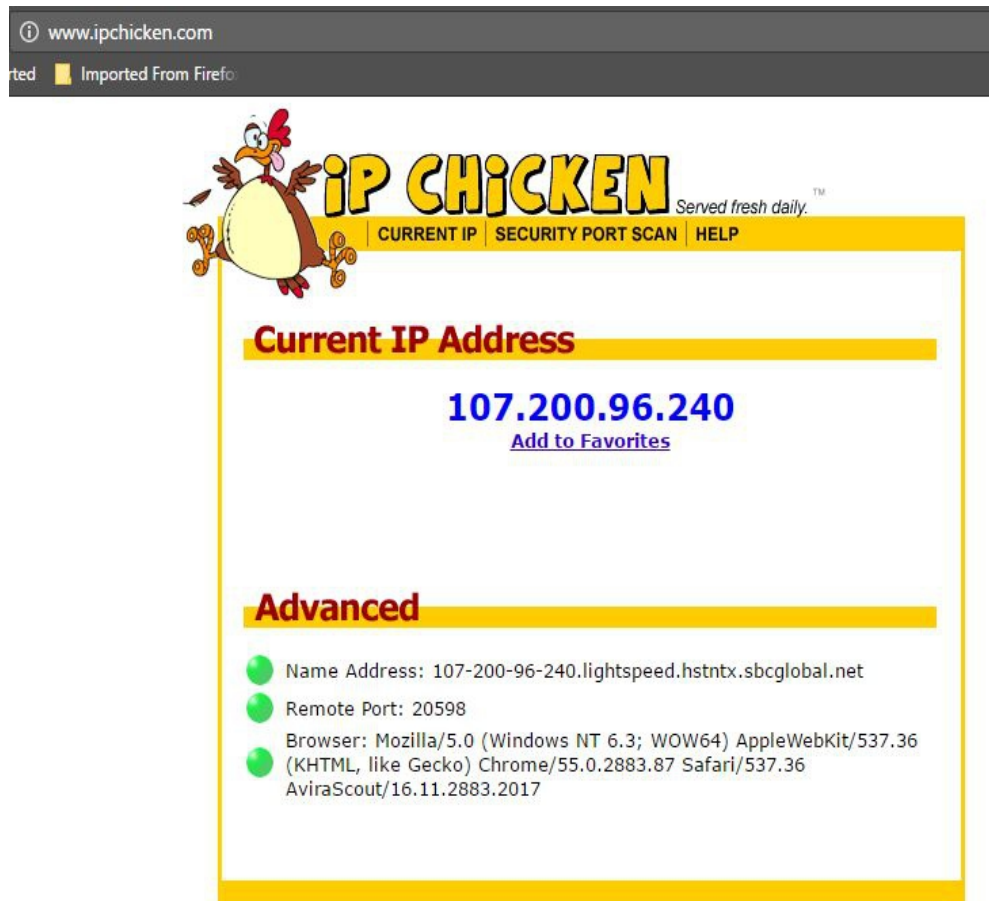 www.ipchicken.com
rted Imported From Firefo
iP CHiCKEN Served fresh daily. TM
CURRENT IP | SECURITY PORT SCAN | HELP
Current IP Address
107.200.96.240
Add to Favorites
Advanced
Name Address: 107-200-96-240.lightspeed.hstntx.sbcglobal.net
Remote Port: 20598
Browser: Mozilla/5.0 (Windows NT 6.3; WOW64) AppleWebKit/537.36
(KHTML, like Gecko) Chrome/55.0.2883.87 Safari/537.36
AviraScout/16.11.2883.2017